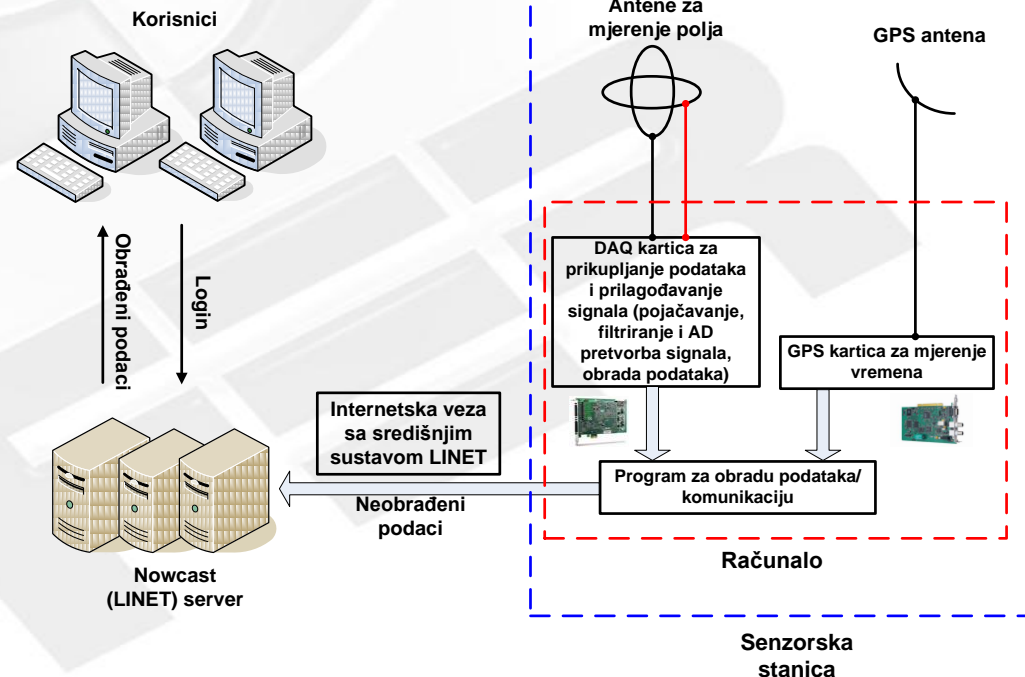 Korisnici
Antene za
mjerenje polja
GPS antena
Obrađeni podaci
Login
DAQ kartica za
prikupljanje podataka
i prilagođavanje
signala (pojačavanje,
filtriranje i AD
pretvorba signala,
obrada podataka)
GPS kartica za mjerenje
vremena
Internetska veza
sa središnjim
sustavom LINET
Program za obradu podataka/
komunikaciju
Neobrađeni
podaci
Računalo
Nowcast
(LINET) server
Senzorska
stanica